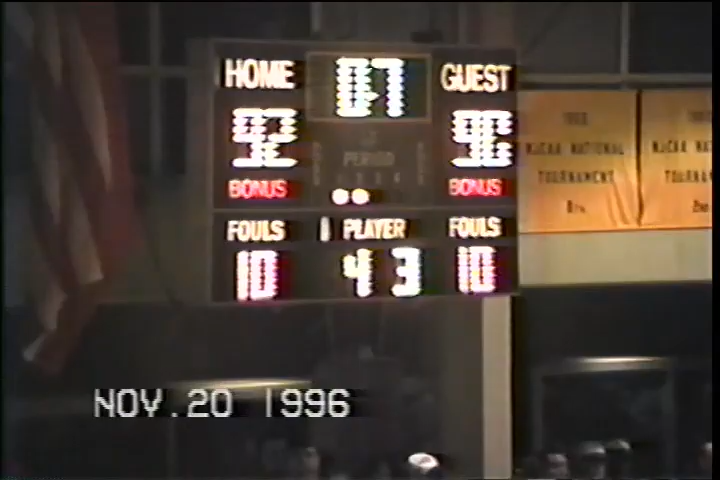 HOME 07 GUEST
92
PERIOD
BONUS BONUS
FOULS 1 PLAYER FOULS
10 43 10
NJCAA NATIONAL
TOURNAMENT
NOV. 20 1996